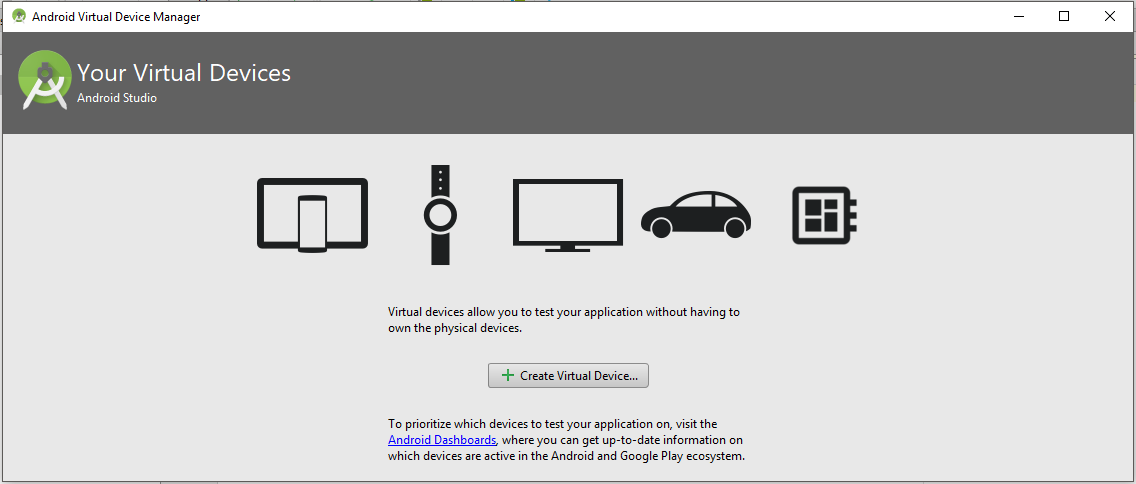 Android Virtual Device Manager
Your Virtual Devices
Android Studio
Virtual devices allow you to test your application without having to
own the physical devices.
Create Virtual Device...
To prioritize which devices to test your application on, visit the
Android Dashboards, where you can get up-to-date information on
which devices are active in the Android and Google Play ecosystem.